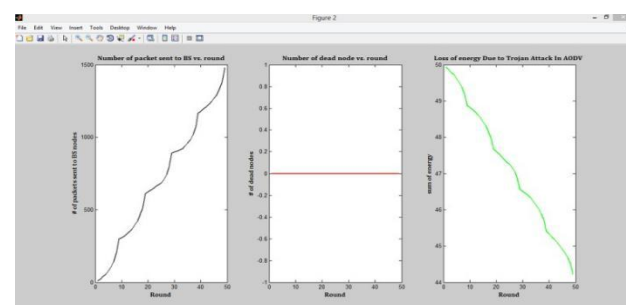 Figure 2
File Edit View Insert Tools Desktop Window Help
Number of packet sent to BS vs. round
# of packets sent to BS nodes
1500
1000
500
0
0 10 20 30 40 50
Round
Number of dead node vs. round
# of dead nodes
1
0.8
0.6
0.4
0.2
0
-0.2
-0.4
-0.6
-0.8
-1
0 10 20 30 40 50
Round
Loss of energy Due to Trojan Attack In AODV
sum of energy
50
49
48
47
46
45
44
0 10 20 30 40 50
Round